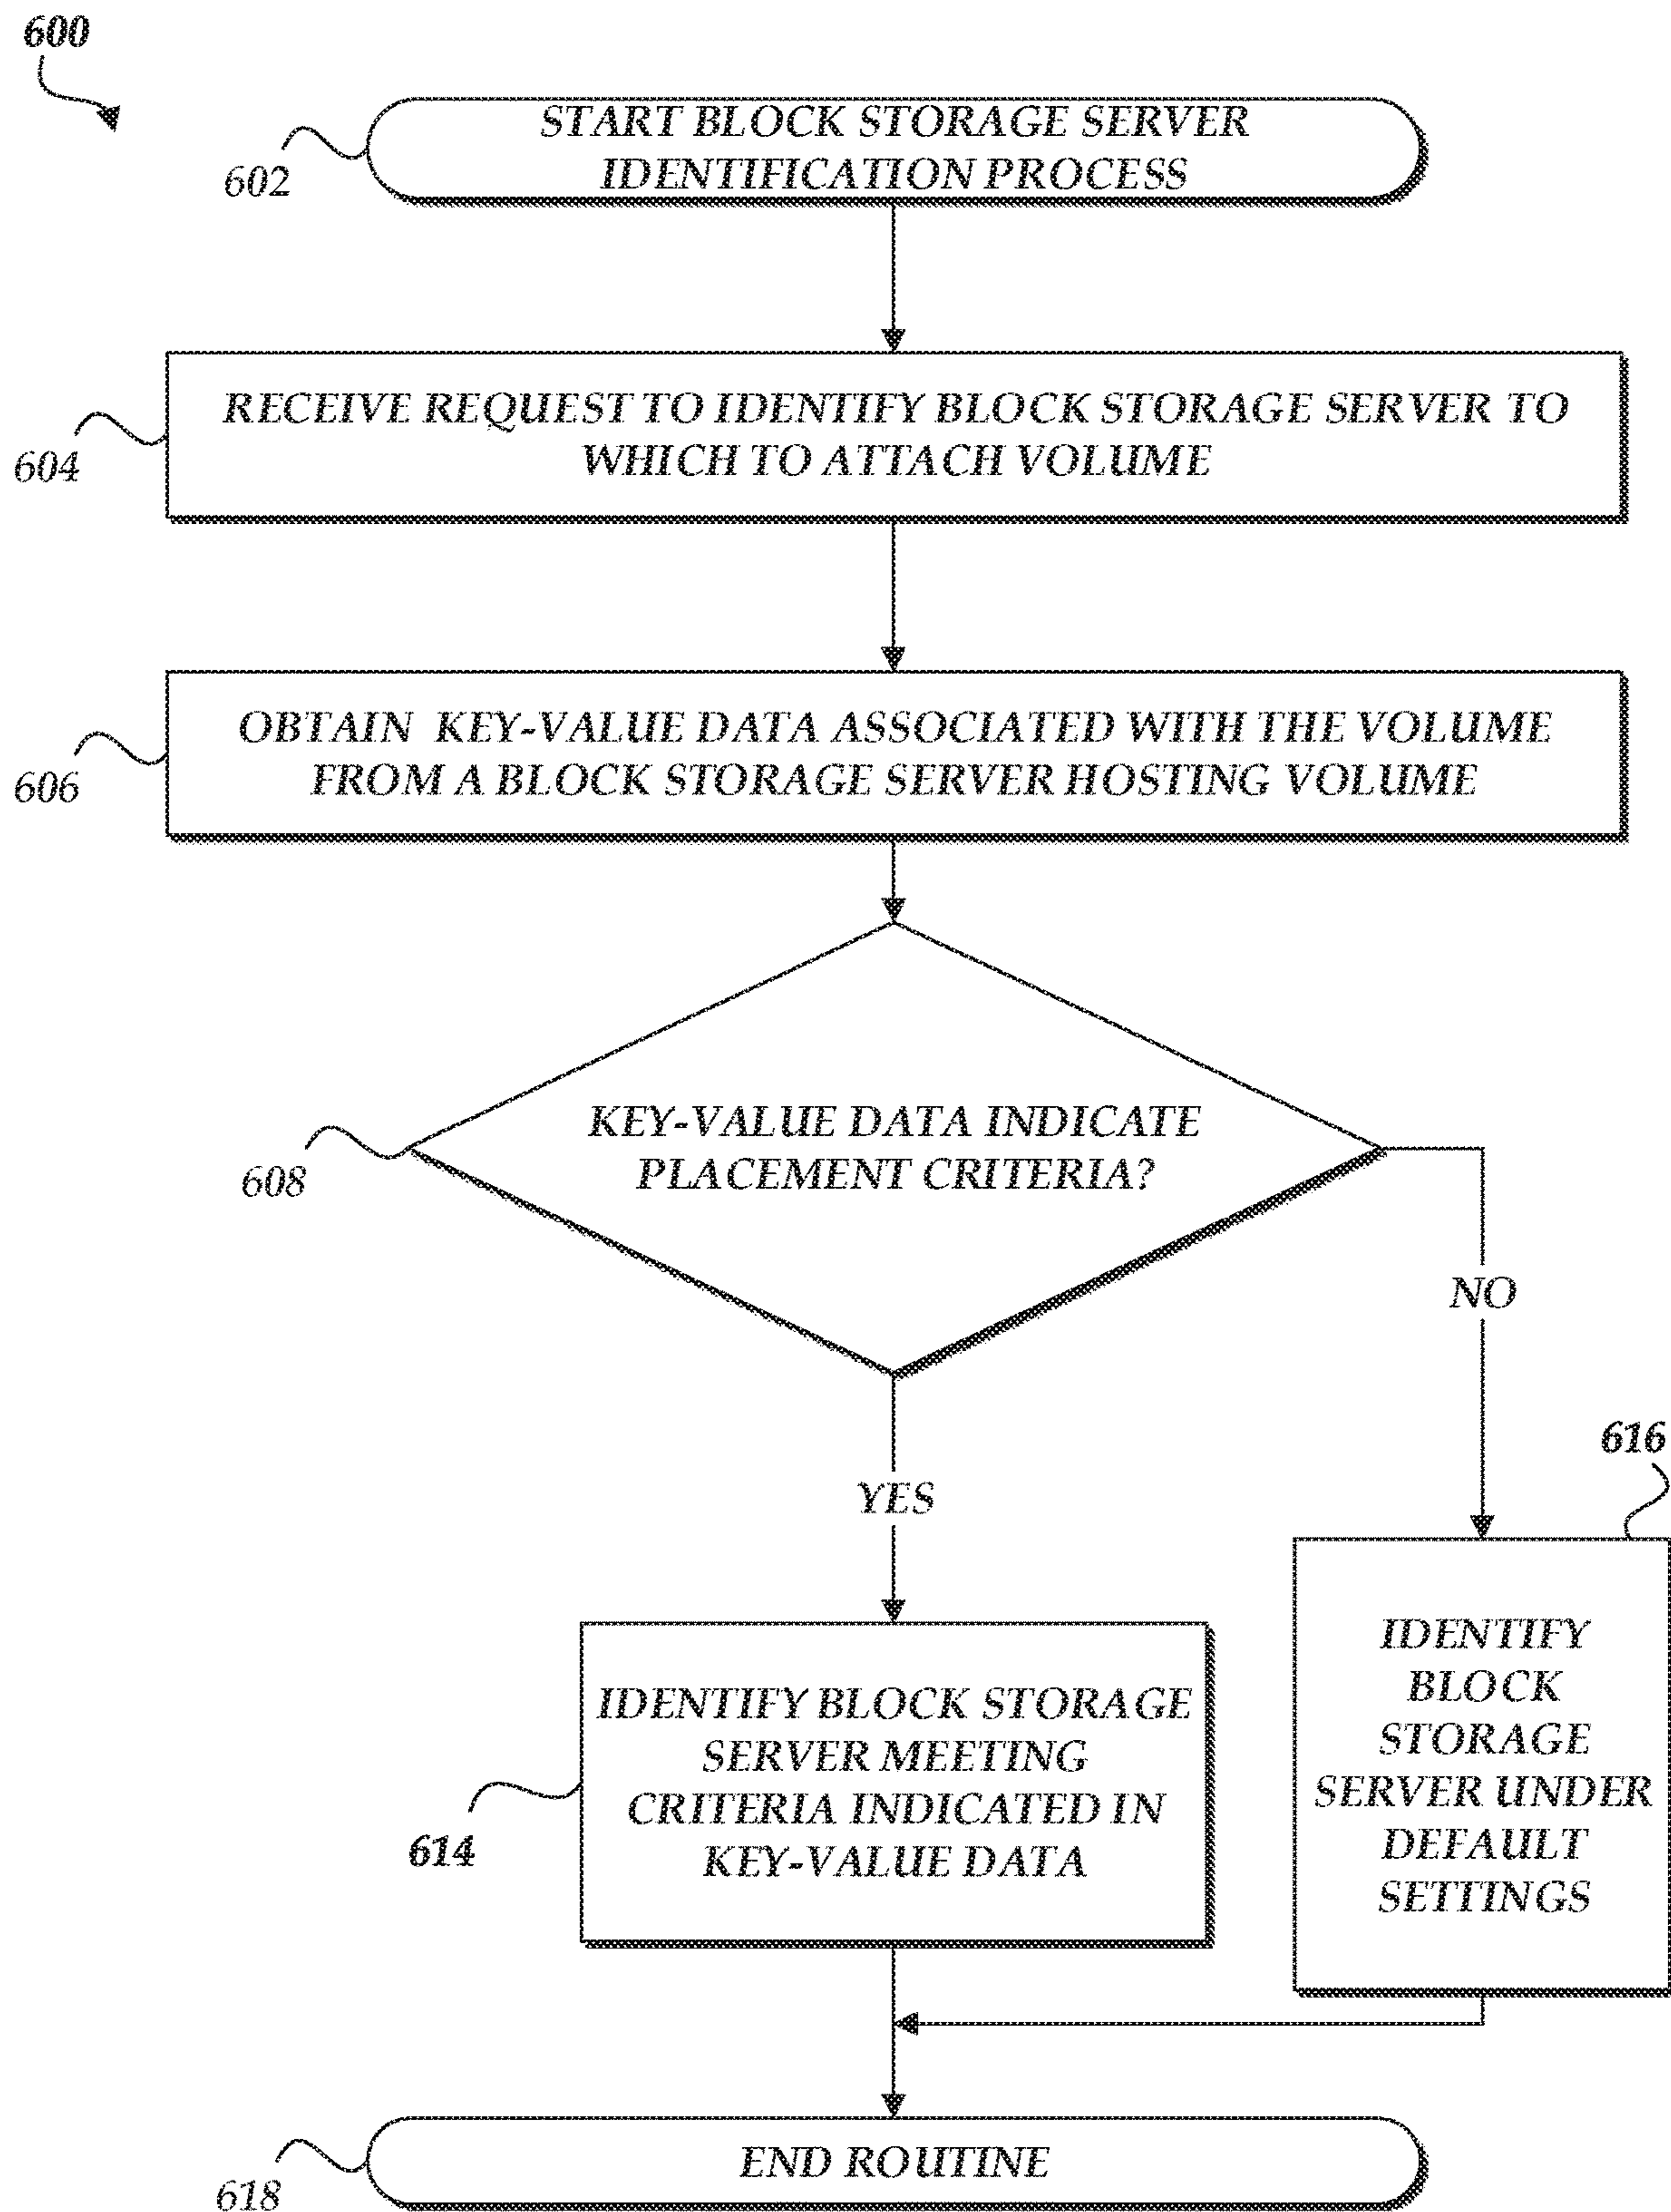 600
START BLOCK STORAGE SERVER
IDENTIFICATION PROCESS
602
RECEIVE REQUEST TO IDENTIFY BLOCK STORAGE SERVER TO
WHICH TO ATTACH VOLUME
604
OBTAIN KEY-VALUE DATA ASSOCIATED WITH THE VOLUME
FROM A BLOCK STORAGE SERVER HOSTING VOLUME
606
KEY-VALUE DATA INDICATE
PLACEMENT CRITERIA?
608
NO
YES
616
IDENTIFY BLOCK STORAGE
SERVER MEETING
CRITERIA INDICATED IN
KEY-VALUE DATA
614
IDENTIFY
BLOCK
STORAGE
SERVER UNDER
DEFAULT
SETTINGS
END ROUTINE
618